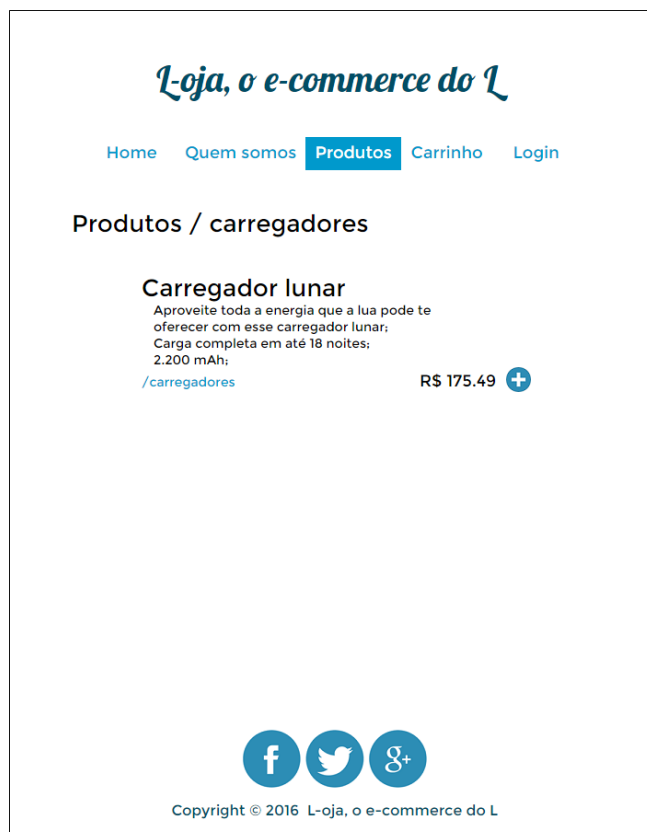 L-oja, o e-commerce do L
Home Quem somos Produtos Carrinho Login
Produtos / carregadores
Carregador lunar
Aproveite toda a energia que a lua pode te
oferecer com esse carregador lunar;
Carga completa em até 18 noites;
2.200 mAh;
/carregadores R$ 175.49 +
f g+
Copyright © 2016 L-oja, o e-commerce do L